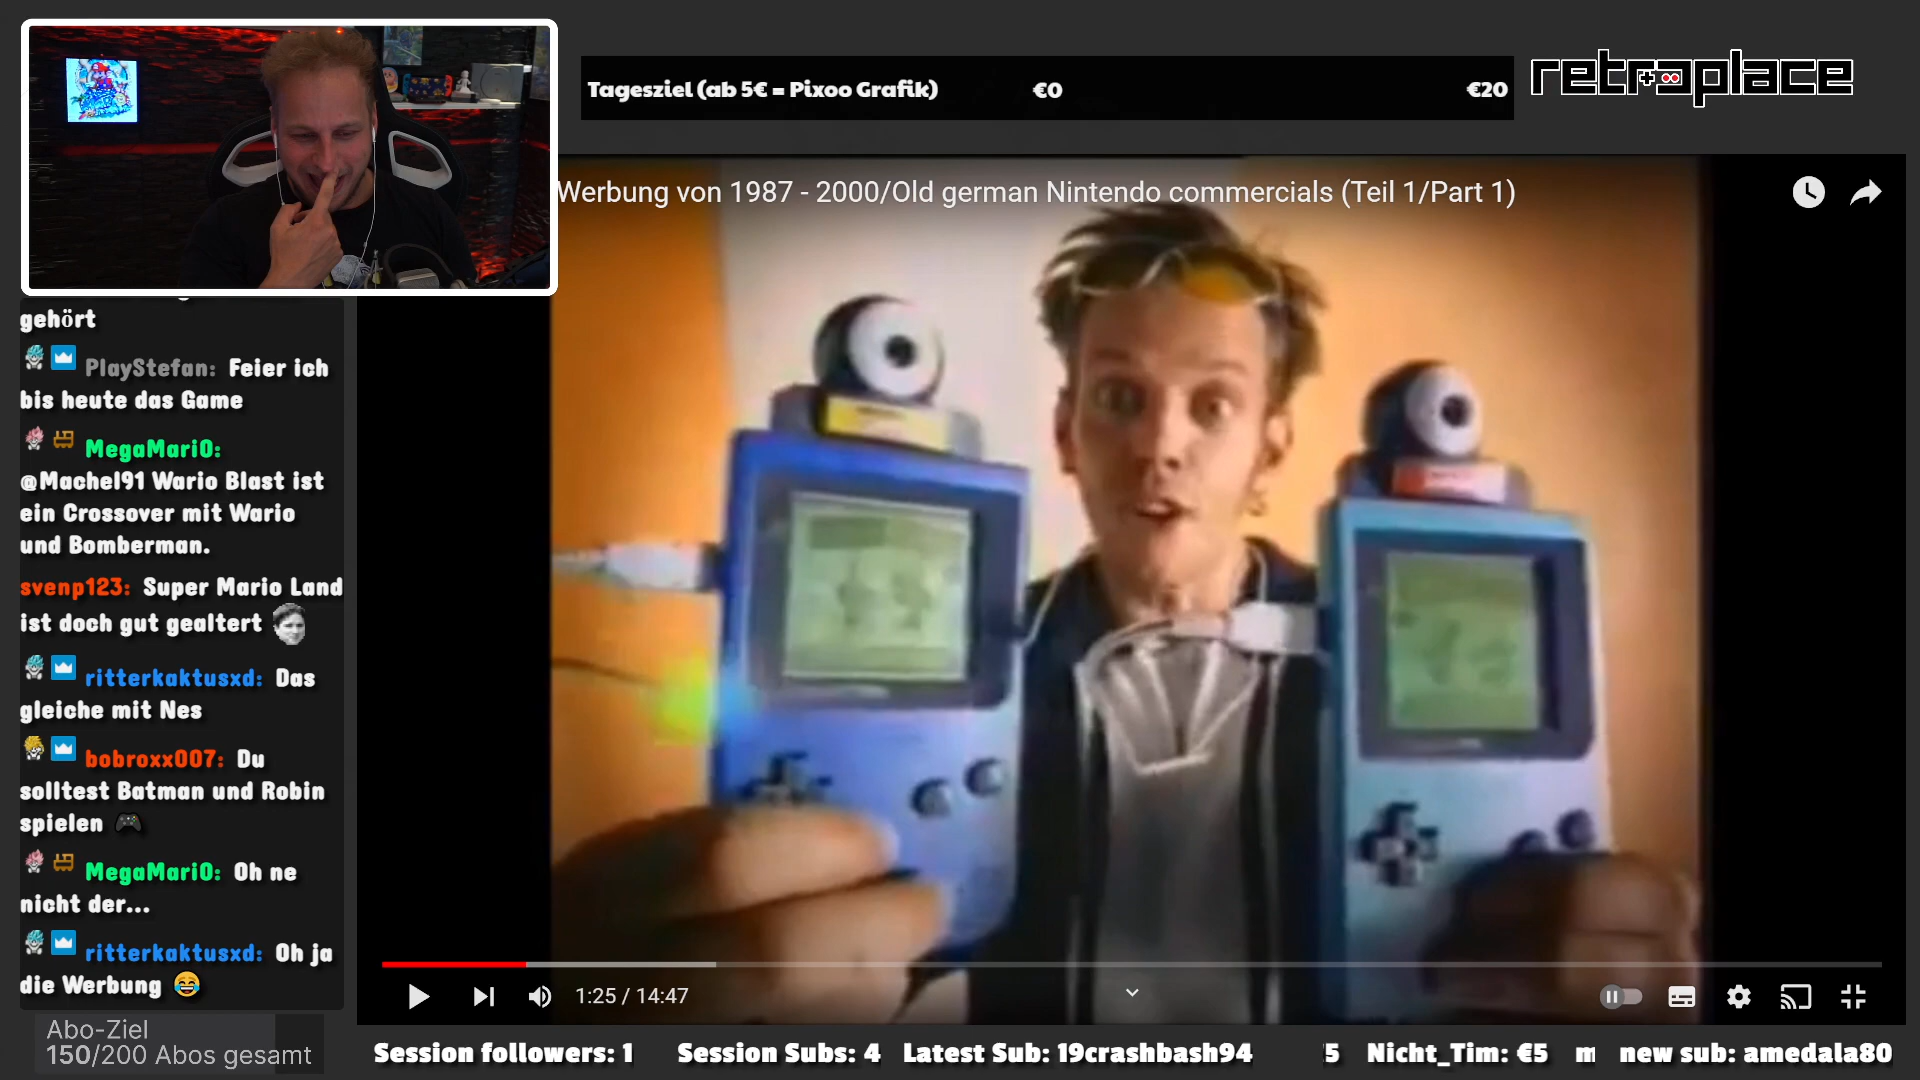 Tagesziel (ab 5€ = Pixoo Grafik) €0 €20
retroplace
Werbung von 1987 - 2000/Old german Nintendo commercials (Teil 1/Part 1)
gehört
PlayStefan: Feier ich
bis heute das Game
MegaMari0:
@Machel91 Wario Blast ist
ein Crossover mit Wario
und Bomberman.
svenp123: Super Mario Land
ist doch gut gealtert
ritterkaktusxd: Das
gleiche mit Nes
bobroxx007: Du
solltest Batman und Robin
spielen
MegaMari0: Oh ne
nicht der...
ritterkaktusxd: Oh ja
die Werbung
1:25 / 14:47
Abo-Ziel
150/200 Abos gesamt
Session followers: 1 Session Subs: 4 Latest Sub: 19crashbash94 5 Nicht_Tim: €5 m new sub: amedala80